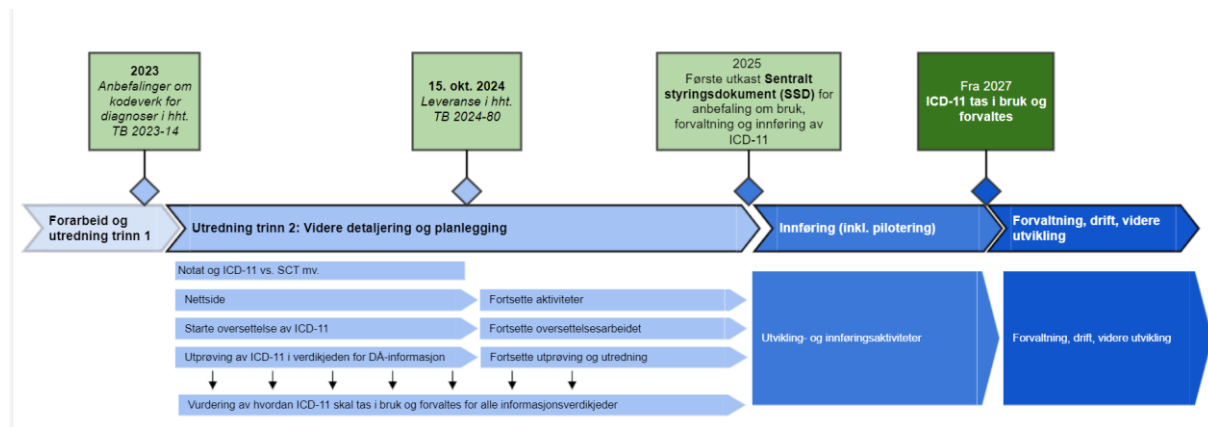 2023
Anbefalinger om
kodeverk for
diagnoser i hht.
TB 2023-14
15. okt. 2024
Leveranse i hht.
TB 2024-80
2025
Første utkast Sentralt
styringsdokument (SSD) for
anbefaling om bruk,
forvaltning og innføring av
ICD-11
Fra 2027
ICD-11 tas i bruk og
forvaltes
Forarbeid og
utredning trinn 1
Utredning trinn 2: Videre detaljering og planlegging
Innføring (inkl. pilotering)
Forvaltning, drift, videre
utvikling
Notat og ICD-11 vs. SCT mv.
Nettside
Fortsette aktiviteter
Starte oversettelse av ICD-11
Fortsette oversettelsesarbeidet
Utprøving av ICD-11 i verdikjeden for DÅ-informasjon
Fortsette utprøving og utredning
Vurdering av hvordan ICD-11 skal tas i bruk og forvaltes for alle informasjonsverdikjeder
Utvikling- og innføringsaktiviteter
Forvaltning, drift, videre utvikling